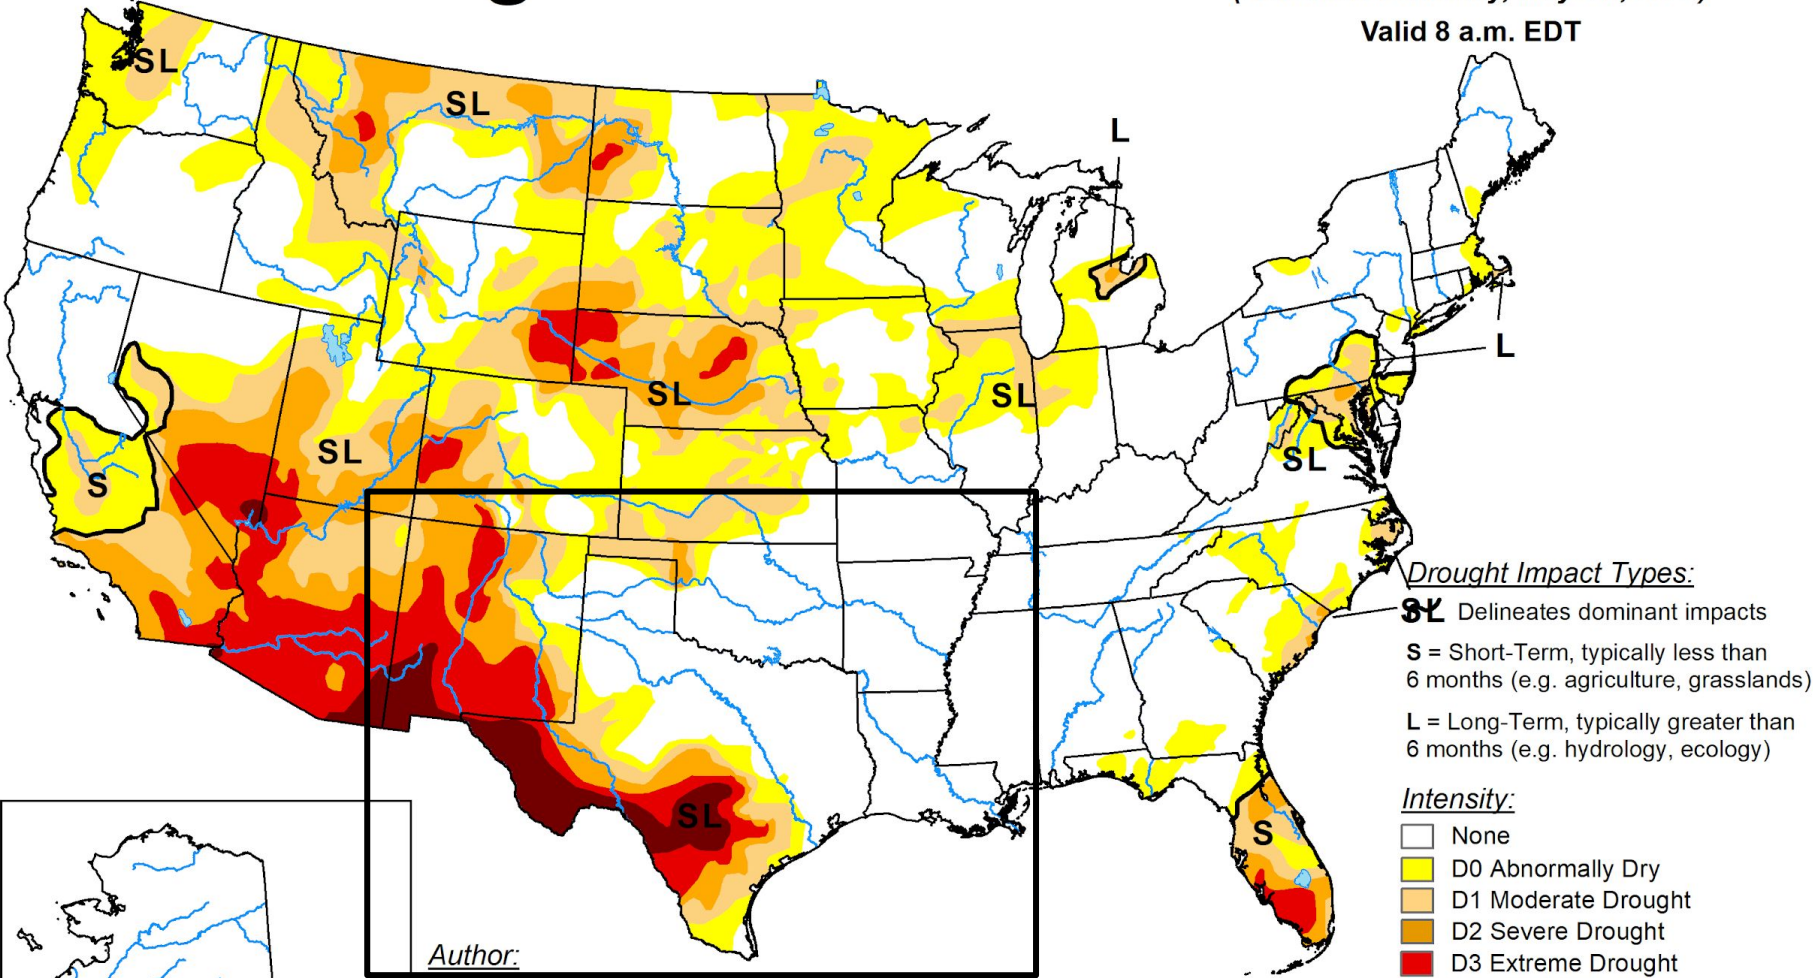 Valid 8 a.m. EDT
SL
SL
L
L
SL
SL
SL
S
SL
SL
S
Drought Impact Types:
SL Delineates dominant impacts
S = Short-Term, typically less than
6 months (e.g. agriculture, grasslands)
L = Long-Term, typically greater than
6 months (e.g. hydrology, ecology)
Intensity:
None
D0 Abnormally Dry
D1 Moderate Drought
D2 Severe Drought
D3 Extreme Drought
Author: